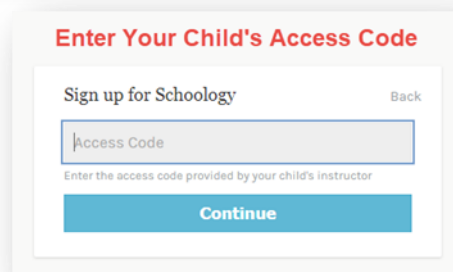 Enter Your Child's Access Code
Sign up for Schoology
Back
Access Code
Enter the access code provided by your child's instructor
Continue